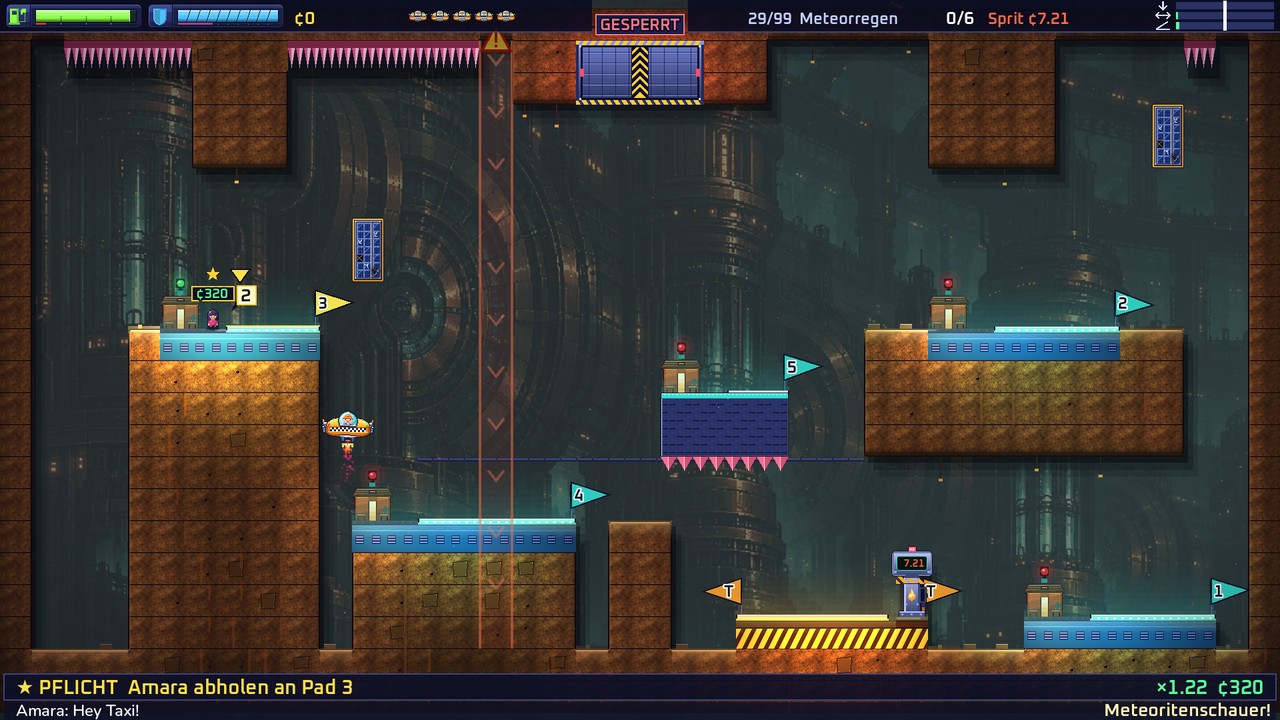 ¢0
GESPERRT
29/99 Meteorregen
0/6
Sprit ¢7.21
¢320
2
3
2
5
4
7.21
T
T
1
★ PFLICHT Amara abholen an Pad 3
×1.22 ¢320
Amara: Hey Taxi!
Meteoritenschauer!